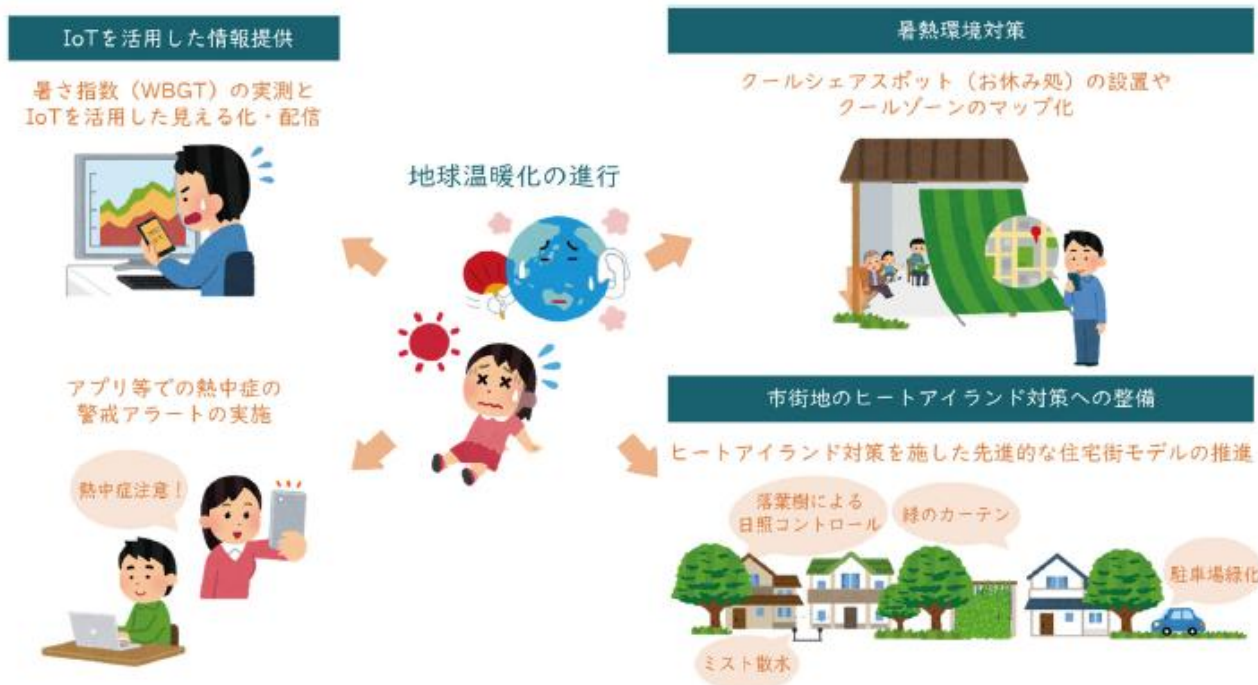 IoTを活用した情報提供
暑さ指数（WBGT）の実測と
IoTを活用した見える化・配信
地球温暖化の進行
アプリ等での熱中症の
警戒アラートの実施
熱中症注意！
暑熱環境対策
クールシェアスポット（お休み処）の設置や
クールゾーンのマップ化
市街地のヒートアイランド対策への整備
ヒートアイランド対策を施した先進的な住宅街モデルの推進
落葉樹による
日照コントロール
緑のカーテン
駐車場緑化
ミスト散水